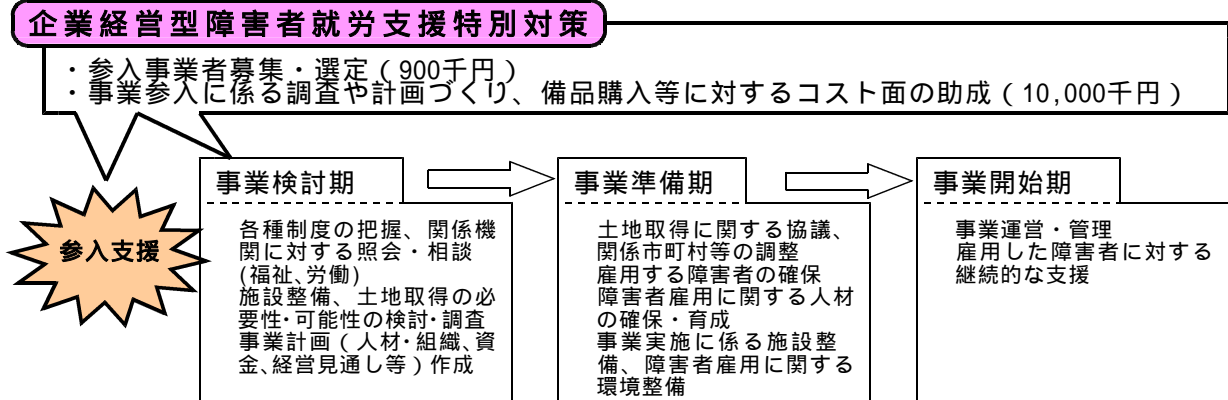 企業経営型障害者就労支援特別対策
・参入事業者募集・選定（900千円）
・事業参入に係る調査や計画づくり、備品購入等に対するコスト面の助成（10,000千円）
参入支援
事業検討期
各種制度の把握、関係機
関に対する照会・相談
(福祉、労働)
施設整備、土地取得の必
要性・可能性の検討・調査
事業計画（人材・組織、資
金、経営見通し等）作成
事業準備期
土地取得に関する協議、
関係市町村等の調整
雇用する障害者の確保
障害者雇用に関する人材
の確保・育成
事業実施に係る施設整
備、障害者雇用に関する
環境整備
事業開始期
事業運営・管理
雇用した障害者に対する
継続的な支援